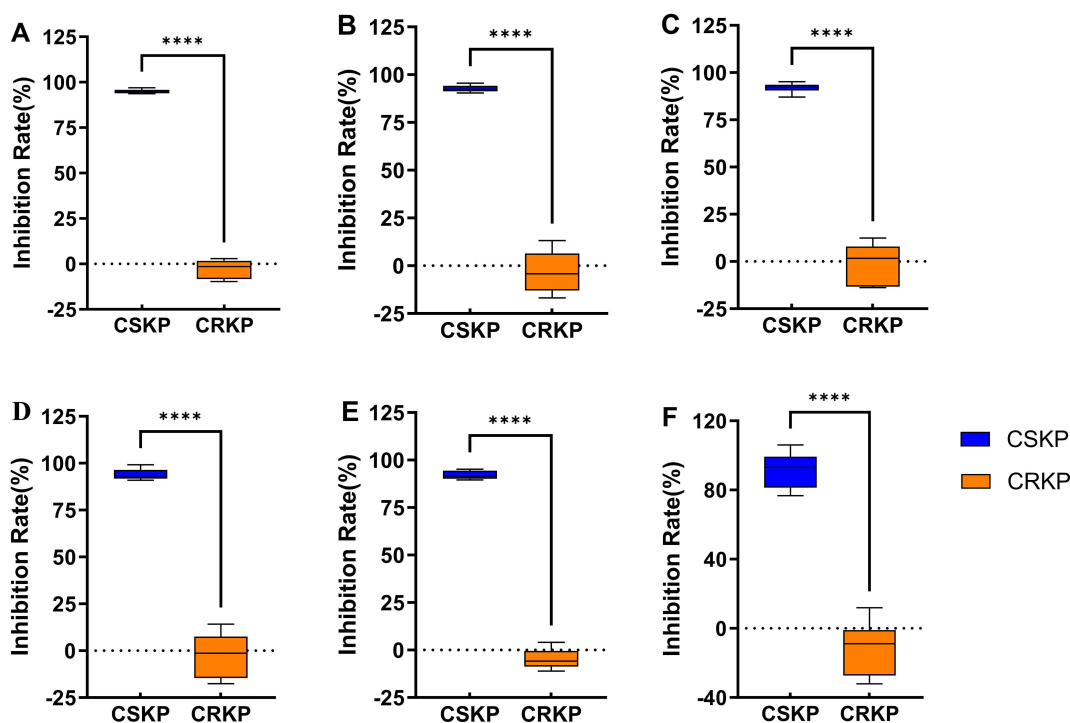 A
Inhibition Rate(%)
125
100
75
50
25
0
-25
****
CSKP CRKP
B
Inhibition Rate(%)
125
100
75
50
25
0
-25
****
CSKP CRKP
C
Inhibition Rate(%)
125
100
75
50
25
0
-25
****
CSKP CRKP
D
Inhibition Rate(%)
125
100
75
50
25
0
-25
****
CSKP CRKP
E
Inhibition Rate(%)
125
100
75
50
25
0
-25
****
CSKP CRKP
F
Inhibition Rate(%)
120
80
40
0
-40
****
CSKP CRKP
CSKP
CRKP